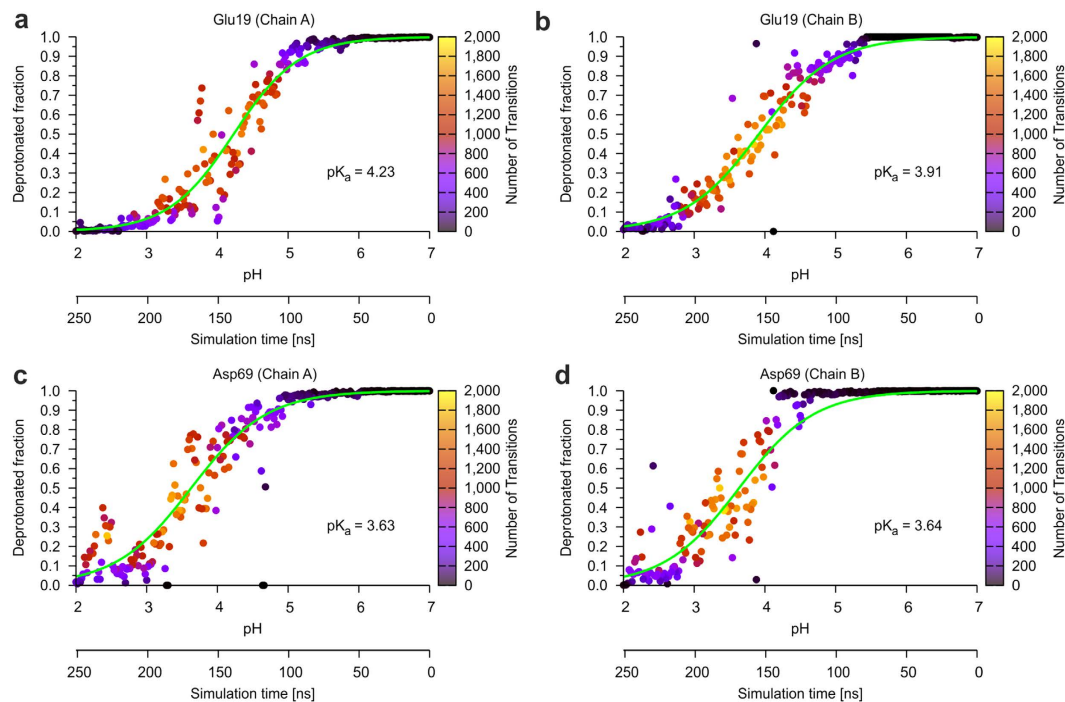 a
Glu19 (Chain A)
1.0
0.9
0.8
0.7
0.6
0.5
0.4
0.3
0.2
0.1
0.0
Deprotonated fraction
pKa = 4.23
2 3 4 5 6 7
pH
250 200 150 100 50 0
Simulation time [ns]
2,000
1,800
1,600
1,400
1,200
1,000
800
600
400
200
0
Number of Transitions
b
Glu19 (Chain B)
1.0
0.9
0.8
0.7
0.6
0.5
0.4
0.3
0.2
0.1
0.0
Deprotonated fraction
pKa = 3.91
2 3 4 5 6 7
pH
250 200 150 100 50 0
Simulation time [ns]
2,000
1,800
1,600
1,400
1,200
1,000
800
600
400
200
0
Number of Transitions
c
Asp69 (Chain A)
1.0
0.9
0.8
0.7
0.6
0.5
0.4
0.3
0.2
0.1
0.0
Deprotonated fraction
pKa = 3.63
2 3 4 5 6 7
pH
250 200 150 100 50 0
Simulation time [ns]
2,000
1,800
1,600
1,400
1,200
1,000
800
600
400
200
0
Number of Transitions
d
Asp69 (Chain B)
1.0
0.9
0.8
0.7
0.6
0.5
0.4
0.3
0.2
0.1
0.0
Deprotonated fraction
pKa = 3.64
2 3 4 5 6 7
pH
250 200 150 100 50 0
Simulation time [ns]
2,000
1,800
1,600
1,400
1,200
1,000
800
600
400
200
0
Number of Transitions